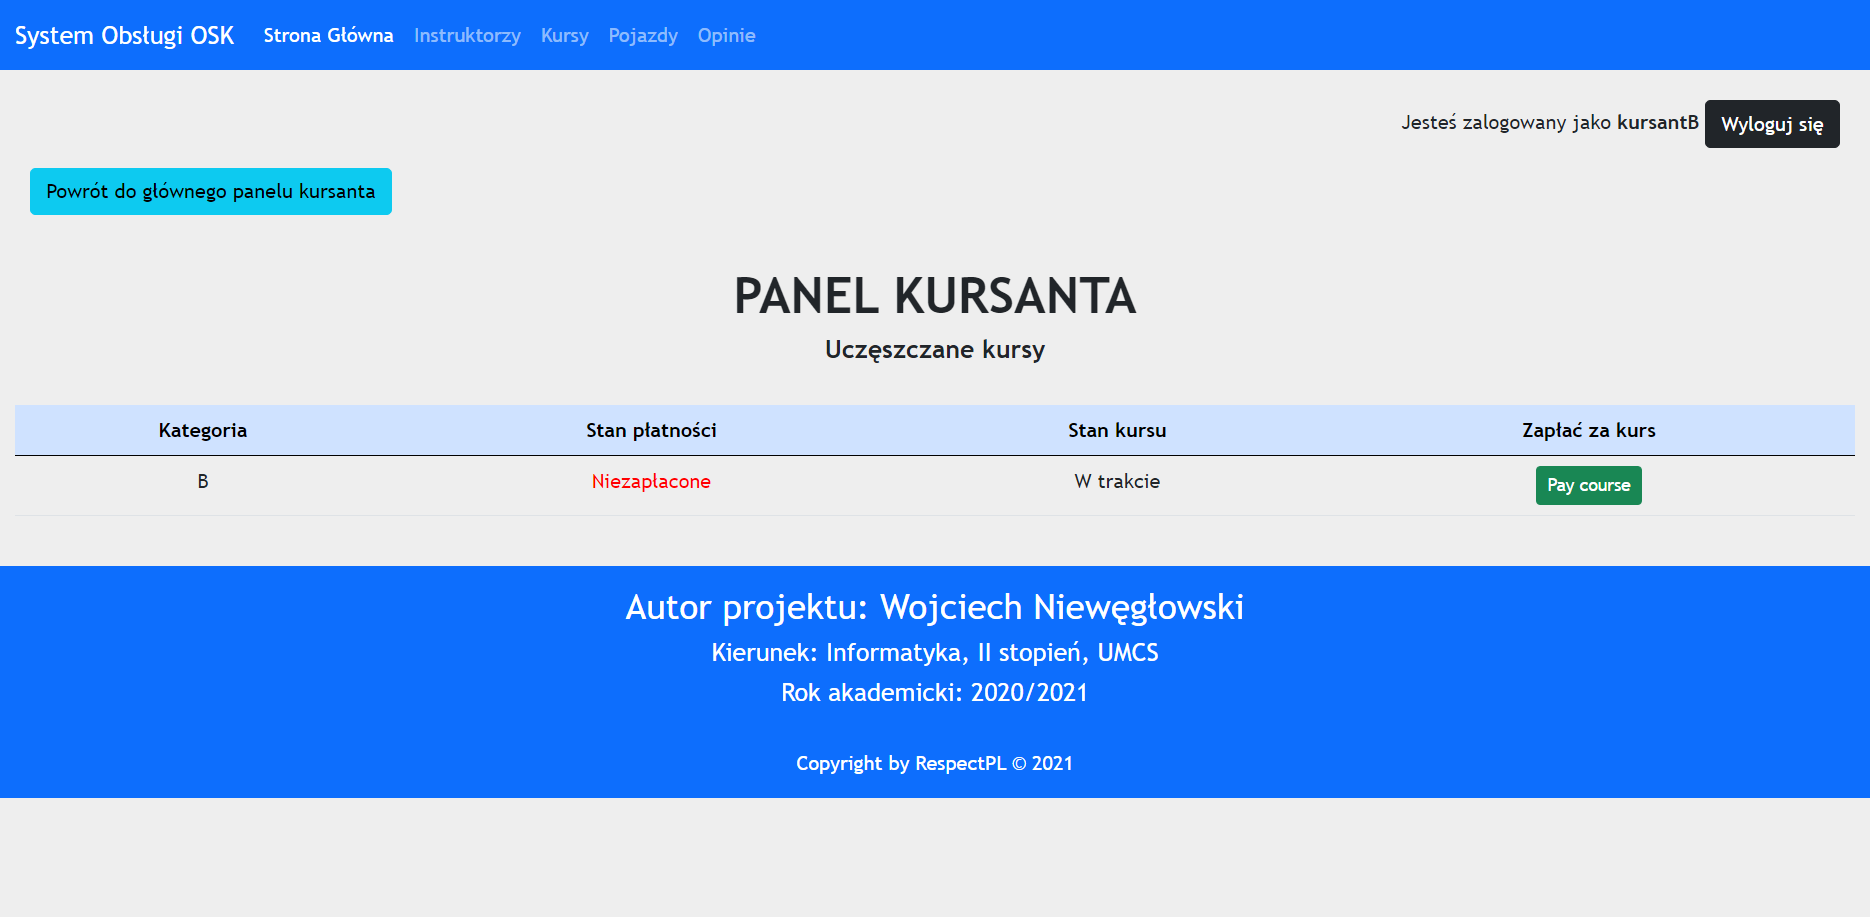 System Obsługi OSK Strona Główna Instruktorzy Kursy Pojazdy Opinie
Jesteś zalogowany jako kursantB Wyloguj się
Powrót do głównego panelu kursanta
PANEL KURSANTA
Uczęszczane kursy
Kategoria Stan płatności Stan kursu Zapłać za kurs
B Niezapłacone W trakcie Pay course
Autor projektu: Wojciech Niewęgłowski
Kierunek: Informatyka, II stopień, UMCS
Rok akademicki: 2020/2021
Copyright by RespectPL © 2021